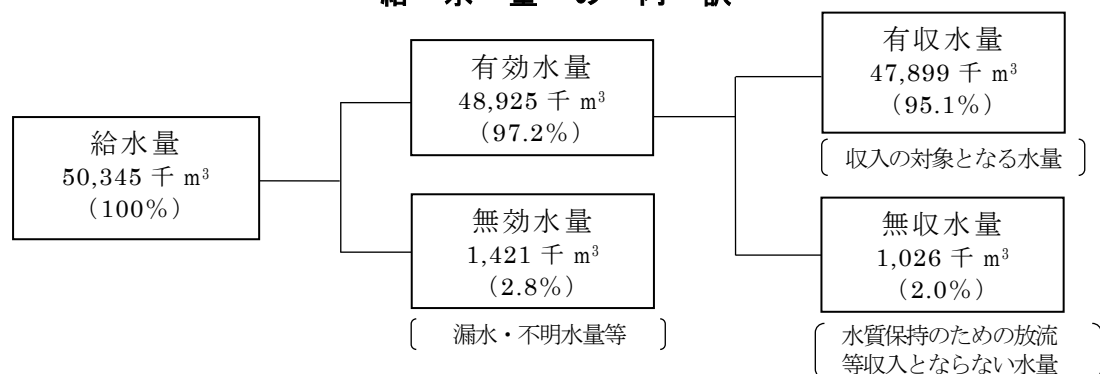 給水量の内訳
給水量
50,345 千 m³
（100%）
有効水量
48,925 千 m³
（97.2%）
無効水量
1,421 千 m³
（2.8%）
漏水・不明水量等
有収水量
47,899 千 m³
（95.1%）
収入の対象となる水量
無収水量
1,026 千 m³
（2.0%）
水質保持のための放流
等収入とならない水量